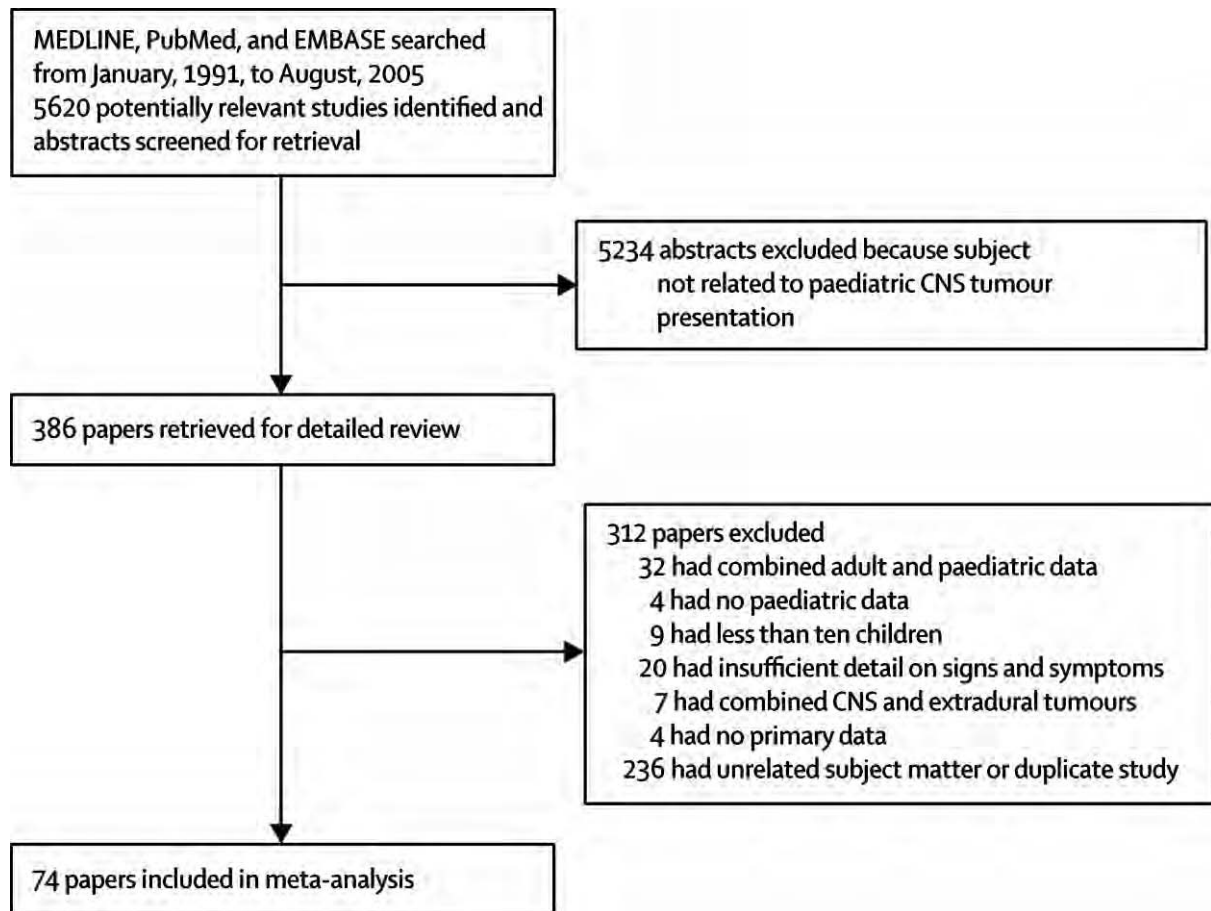 MEDLINE, PubMed, and EMBASE searched
from January, 1991, to August, 2005
5620 potentially relevant studies identified and
abstracts screened for retrieval
5234 abstracts excluded because subject
not related to paediatric CNS tumour
presentation
386 papers retrieved for detailed review
312 papers excluded
32 had combined adult and paediatric data
4 had no paediatric data
9 had less than ten children
20 had insufficient detail on signs and symptoms
7 had combined CNS and extradural tumours
4 had no primary data
236 had unrelated subject matter or duplicate study
74 papers included in meta-analysis